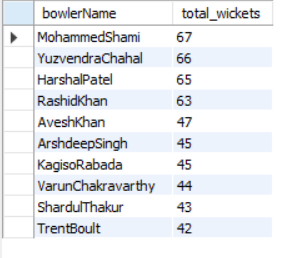 bowlerName total_wickets
MohammedShami 67
YuzvendraChahal 66
HarshalPatel 65
RashidKhan 63
AveshKhan 47
ArshdeepSingh 45
KagisoRabada 45
VarunChakravarthy 44
ShardulThakur 43
TrentBoult 42